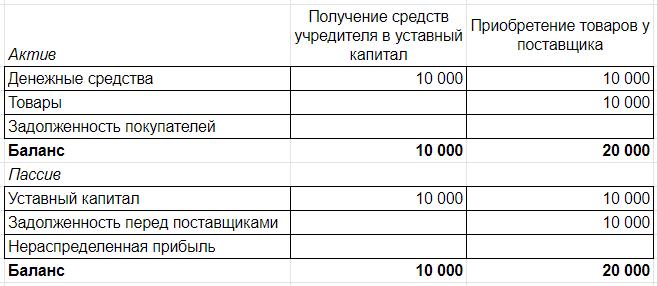 Актив Получение средств учредителя в уставный капитал Приобретение товаров у поставщика
Денежные средства 10 000 10 000
Товары 10 000
Задолженность покупателей
Баланс 10 000 20 000
Пассив
Уставный капитал 10 000 10 000
Задолженность перед поставщиками 10 000
Нераспределенная прибыль
Баланс 10 000 20 000